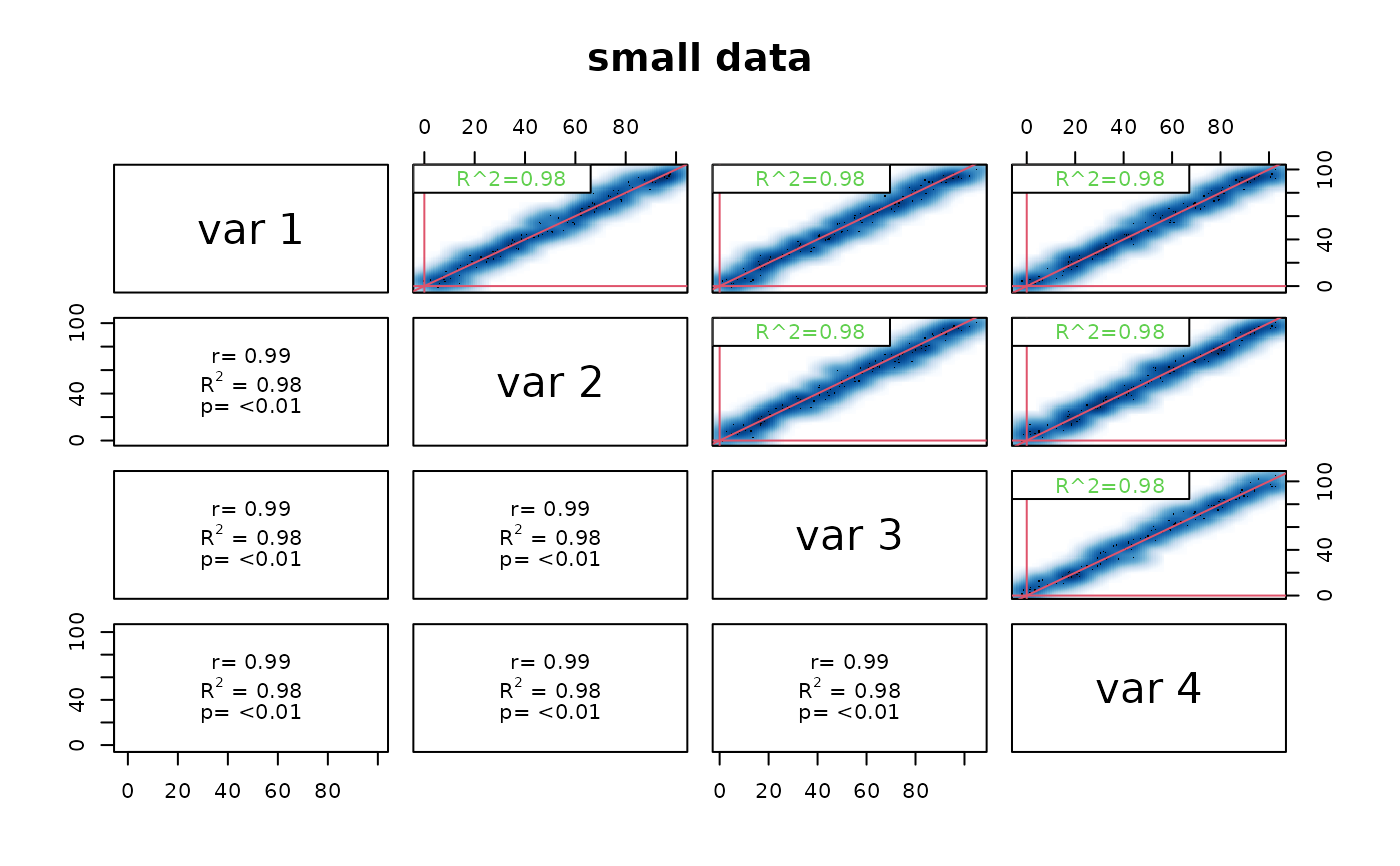 small data
0 20 40 60 80
0 20 40 60 80
var 1
R^2=0.98
R^2=0.98
R^2=0.98
0 40 100
0 40 100
r= 0.99
R² = 0.98
p= <0.01
var 2
R^2=0.98
R^2=0.98
r= 0.99
R² = 0.98
p= <0.01
r= 0.99
R² = 0.98
p= <0.01
var 3
R^2=0.98
0 40 100
0 40 100
r= 0.99
R² = 0.98
p= <0.01
r= 0.99
R² = 0.98
p= <0.01
r= 0.99
R² = 0.98
p= <0.01
var 4
0 20 40 60 80
0 20 40 60 80